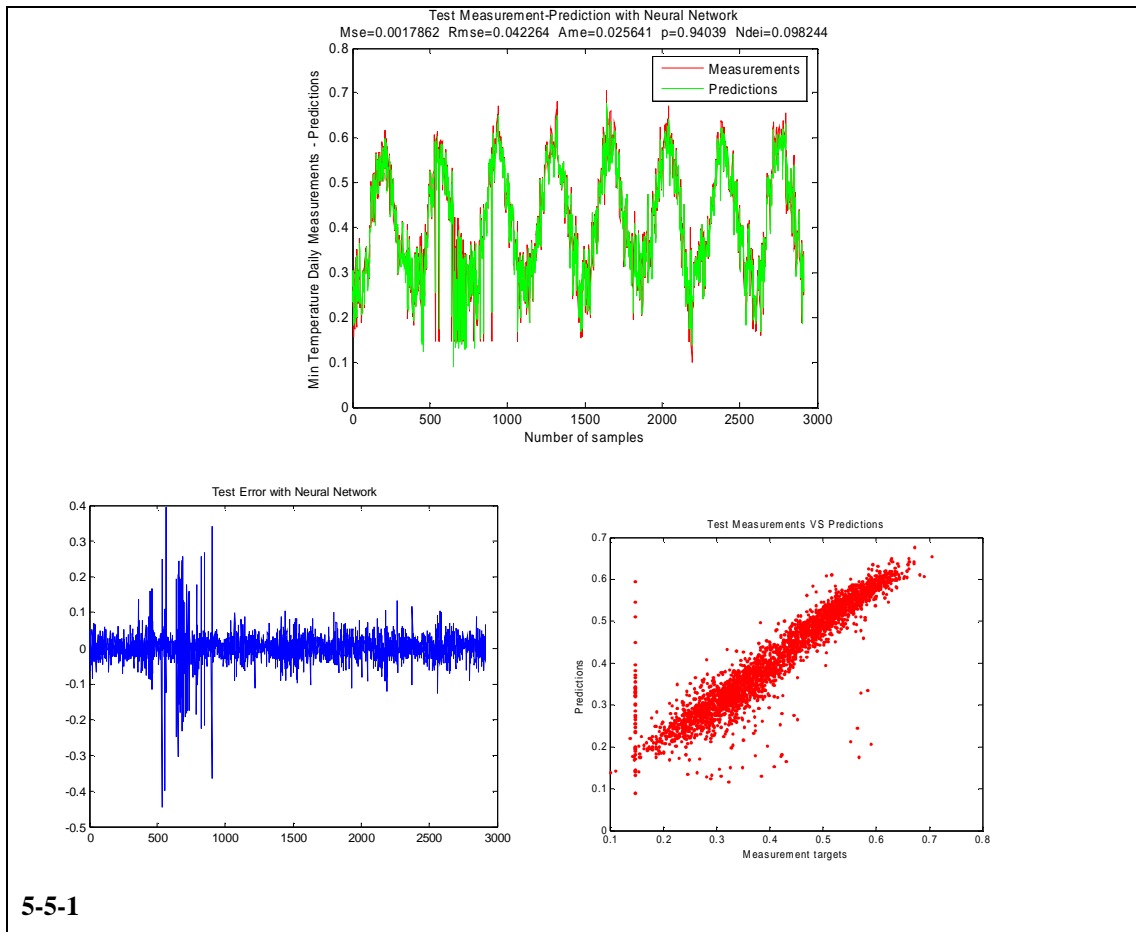 Test Measurement-Prediction with Neural Network
Mse=0.0017862 Rmse=0.042264 Ame=0.025641 p=0.94039 Ndei=0.098244
Min Temperature Daily Measurements - Predictions
0.8
0.7
0.6
0.5
0.4
0.3
0.2
0.1
0
Measurements
Predictions
0 500 1000 1500 2000 2500 3000
Number of samples
Test Error with Neural Network
0.4
0.3
0.2
0.1
0
-0.1
-0.2
-0.3
-0.4
-0.5
0 500 1000 1500 2000 2500 3000
Test Measurements VS Predictions
Predictions
0.7
0.6
0.5
0.4
0.3
0.2
0.1
0
0.1 0.2 0.3 0.4 0.5 0.6 0.7 0.8
Measurement targets
5-5-1